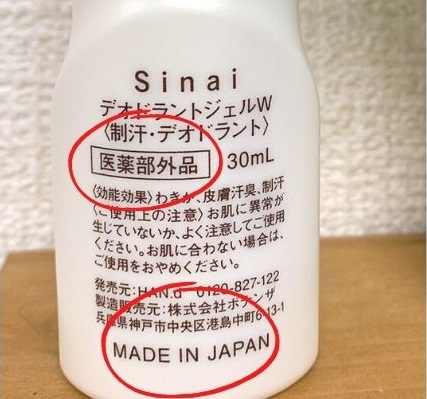 Sinai
デオドラントジェルW
〈制汗・デオドラント〉
医薬部外品 30mL
〈効能効果〉わきが、皮膚汗臭、制汗
〈ご使用上の注意〉お肌に異常が
生じていないか、よく注意してご使用
ください。お肌に合わない場合は、
ご使用をおやめください。
発売元:HAN.d 0120-827-122
製造販売元:株式会社ボナンザ
兵庫県神戸市中央区港島中町6-13-1
MADE IN JAPAN